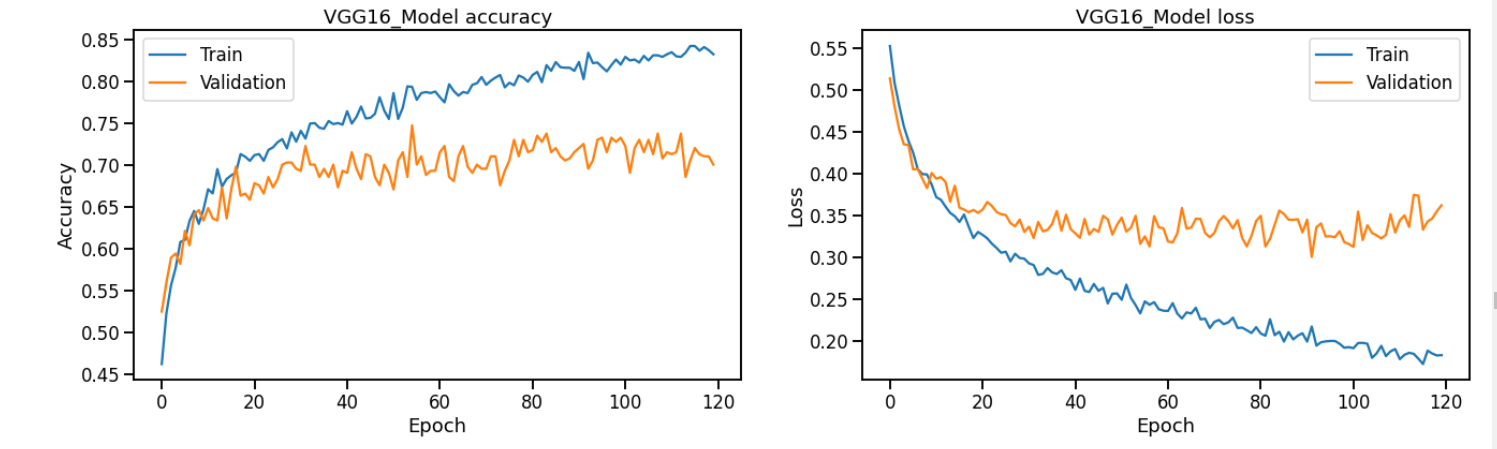 VGG16_Model accuracy
Train
Validation
0.85
0.80
0.75
0.70
0.65
0.60
0.55
0.50
0.45
Accuracy
0 20 40 60 80 100 120
Epoch
VGG16_Model loss
Train
Validation
0.55
0.50
0.45
0.40
0.35
0.30
0.25
0.20
Loss
0 20 40 60 80 100 120
Epoch